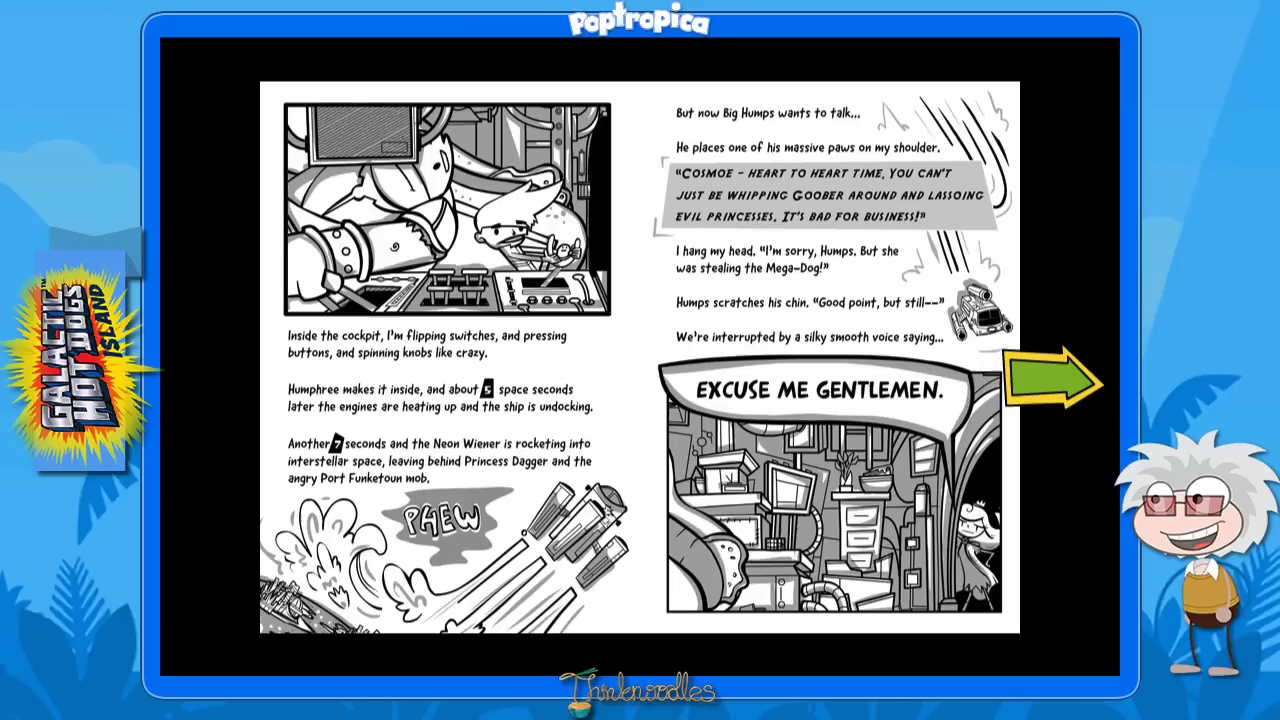 Poptropica
GALACTIC
HOT DOGS
ISLAND
Inside the cockpit, I'm flipping switches, and pressing
buttons, and spinning knobs like crazy.
Humphree makes it inside, and about 5 space seconds
later the engines are heating up and the ship is undocking.
Another 7 seconds and the Neon Wiener is rocketing into
interstellar space, leaving behind Princess Dagger and the
angry Port Funketoun mob.
PHEW
But now Big Humps wants to talk...
He places one of his massive paws on my shoulder.
"COSMOE - HEART TO HEART TIME. YOU CAN'T
JUST BE WHIPPING GOOBER AROUND AND LASSOING
EVIL PRINCESSES. IT'S BAD FOR BUSINESS!"
I hang my head. "I'm sorry, Humps. But she
was stealing the Mega-Dog!"
Humps scratches his chin. "Good point, but still--"
We're interrupted by a silky smooth voice saying...
EXCUSE ME GENTLEMEN.
Thinknoodles